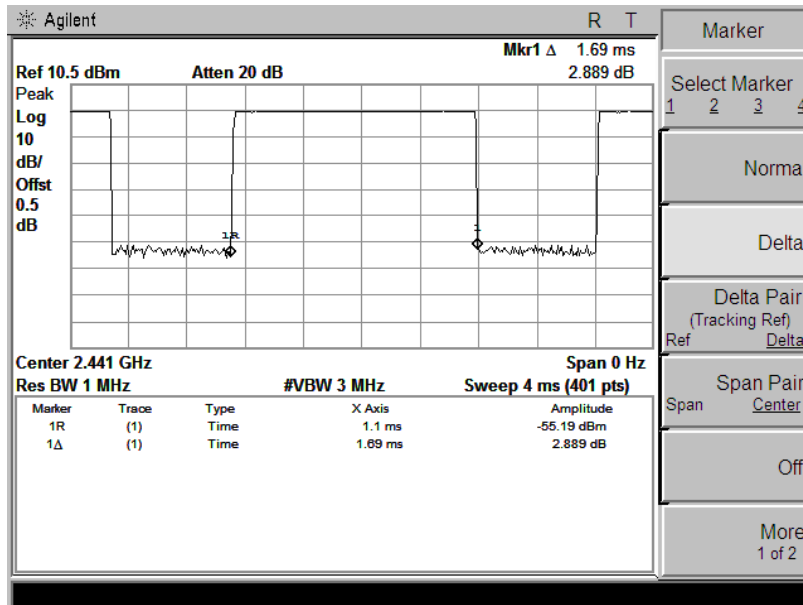 Agilent R T
Mkr1 Δ 1.69 ms
Ref 10.5 dBm Atten 20 dB 2.889 dB
Peak
Log
10
dB/
Offst
0.5
dB
1R
1
Center 2.441 GHz Span 0 Hz
Res BW 1 MHz #VBW 3 MHz Sweep 4 ms (401 pts)
Marker Trace Type X Axis Amplitude
1R (1) Time 1.1 ms -55.19 dBm
1Δ (1) Time 1.69 ms 2.889 dB
Marker
Select Marker
1 2 3 4
Norma
Delta
Delta Pair
(Tracking Ref)
Ref Delta
Span Pair
Span Center
Off
More
1 of 2